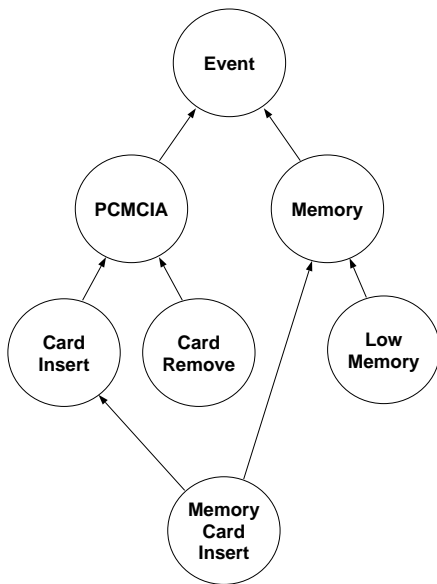 Event
PCMCIA
Memory
Card
Insert
Card
Remove
Low
Memory
Memory
Card
Insert